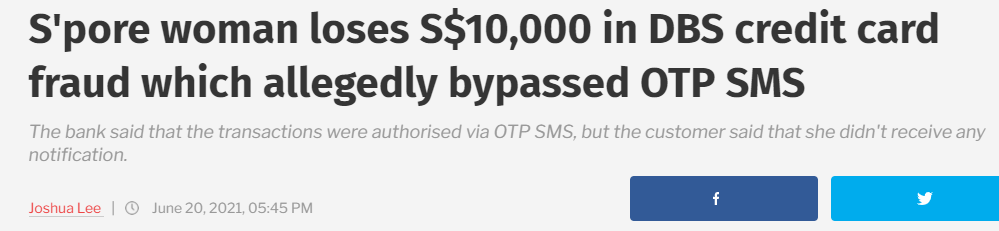 S'pore woman loses S$10,000 in DBS credit card
fraud which allegedly bypassed OTP SMS
The bank said that the transactions were authorised via OTP SMS, but the customer said that she didn't receive any
notification.
Joshua Lee | June 20, 2021, 05:45 PM